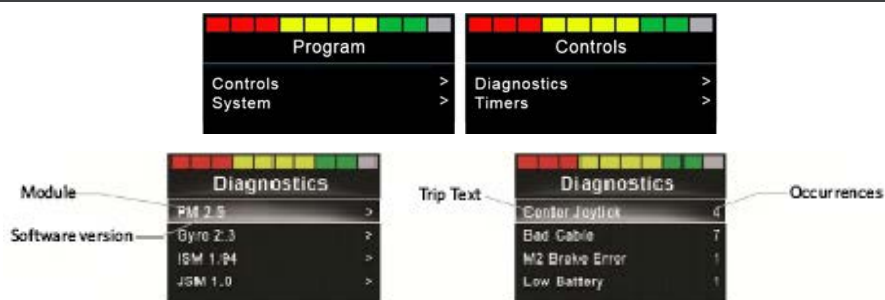 Program
Controls >
System >
Controls
Diagnostics >
Timers >
Module
Software version
Diagnostics
PM 2.5 >
Gyro 2.3 >
ISM 1.94 >
JSM 1.0 >
Trip Text
Occurrences
Diagnostics
Center Joytick 4
Bad Cable 7
M2 Brake Error 1
Low Battery 1